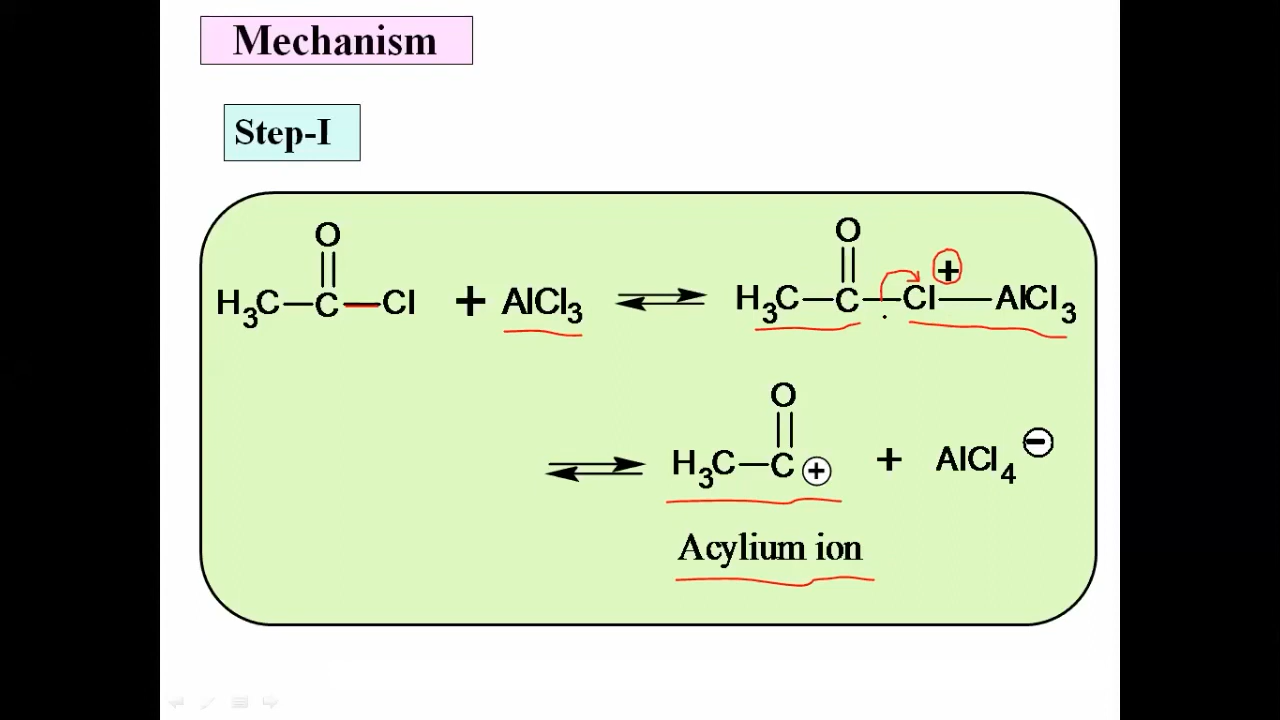 Mechanism
Step-I
O O
H₃C—C—Cl + AlCl₃ ⇌ H₃C—C—Cl⁺—AlCl₃
O
⇌ H₃C—C⊕ + AlCl₄⊖
Acylium ion